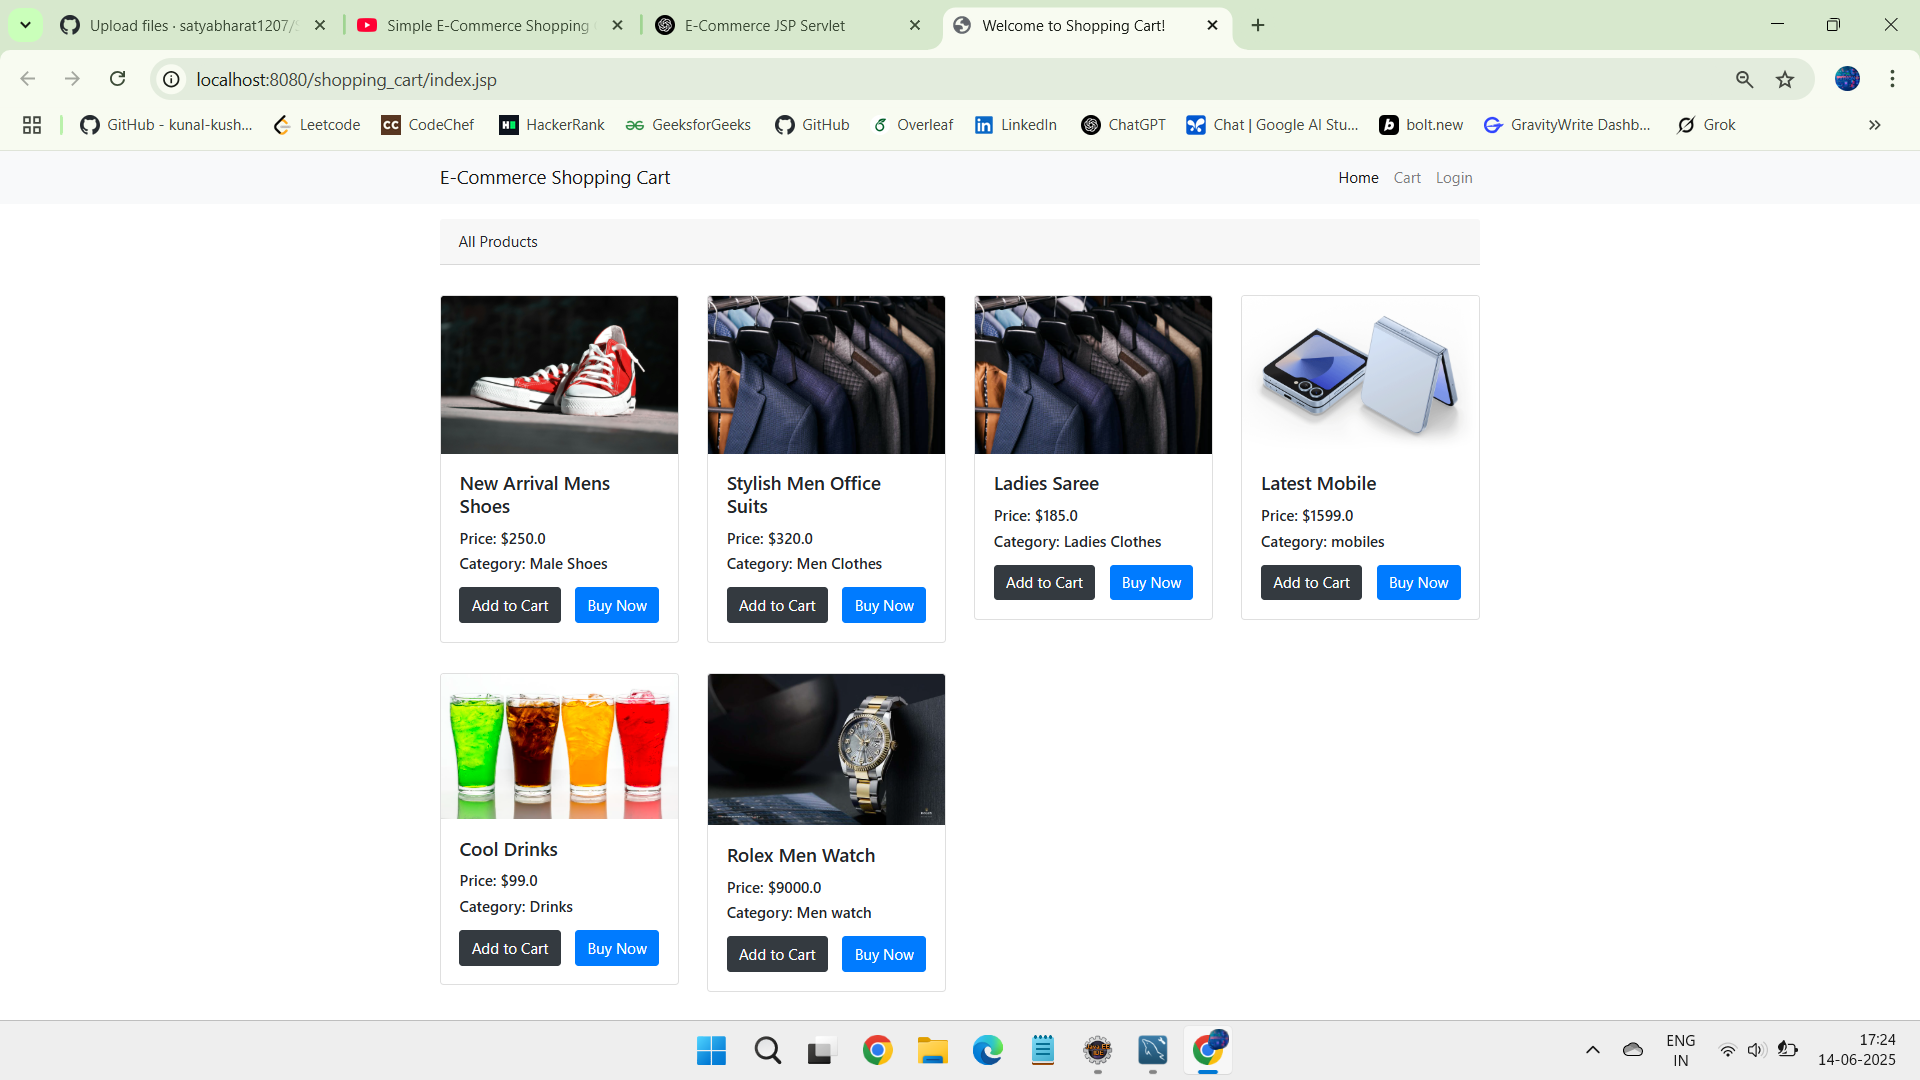 Upload files · satyabharat1207/S
Simple E-Commerce Shopping
E-Commerce JSP Servlet
Welcome to Shopping Cart!
localhost:8080/shopping_cart/index.jsp
GitHub - kunal-kush...
Leetcode
CC CodeChef
H HackerRank
GeeksforGeeks
GitHub
Overleaf
in LinkedIn
ChatGPT
Chat | Google AI Stu...
b bolt.new
GravityWrite Dashb...
Grok
E-Commerce Shopping Cart
Home Cart Login
All Products
New Arrival Mens
Shoes
Price: $250.0
Category: Male Shoes
Add to Cart Buy Now
Stylish Men Office
Suits
Price: $320.0
Category: Men Clothes
Add to Cart Buy Now
Ladies Saree
Price: $185.0
Category: Ladies Clothes
Add to Cart Buy Now
Latest Mobile
Price: $1599.0
Category: mobiles
Add to Cart Buy Now
Cool Drinks
Price: $99.0
Category: Drinks
Add to Cart Buy Now
Rolex Men Watch
Price: $9000.0
Category: Men watch
Add to Cart Buy Now
ENG
IN
17:24
14-06-2025